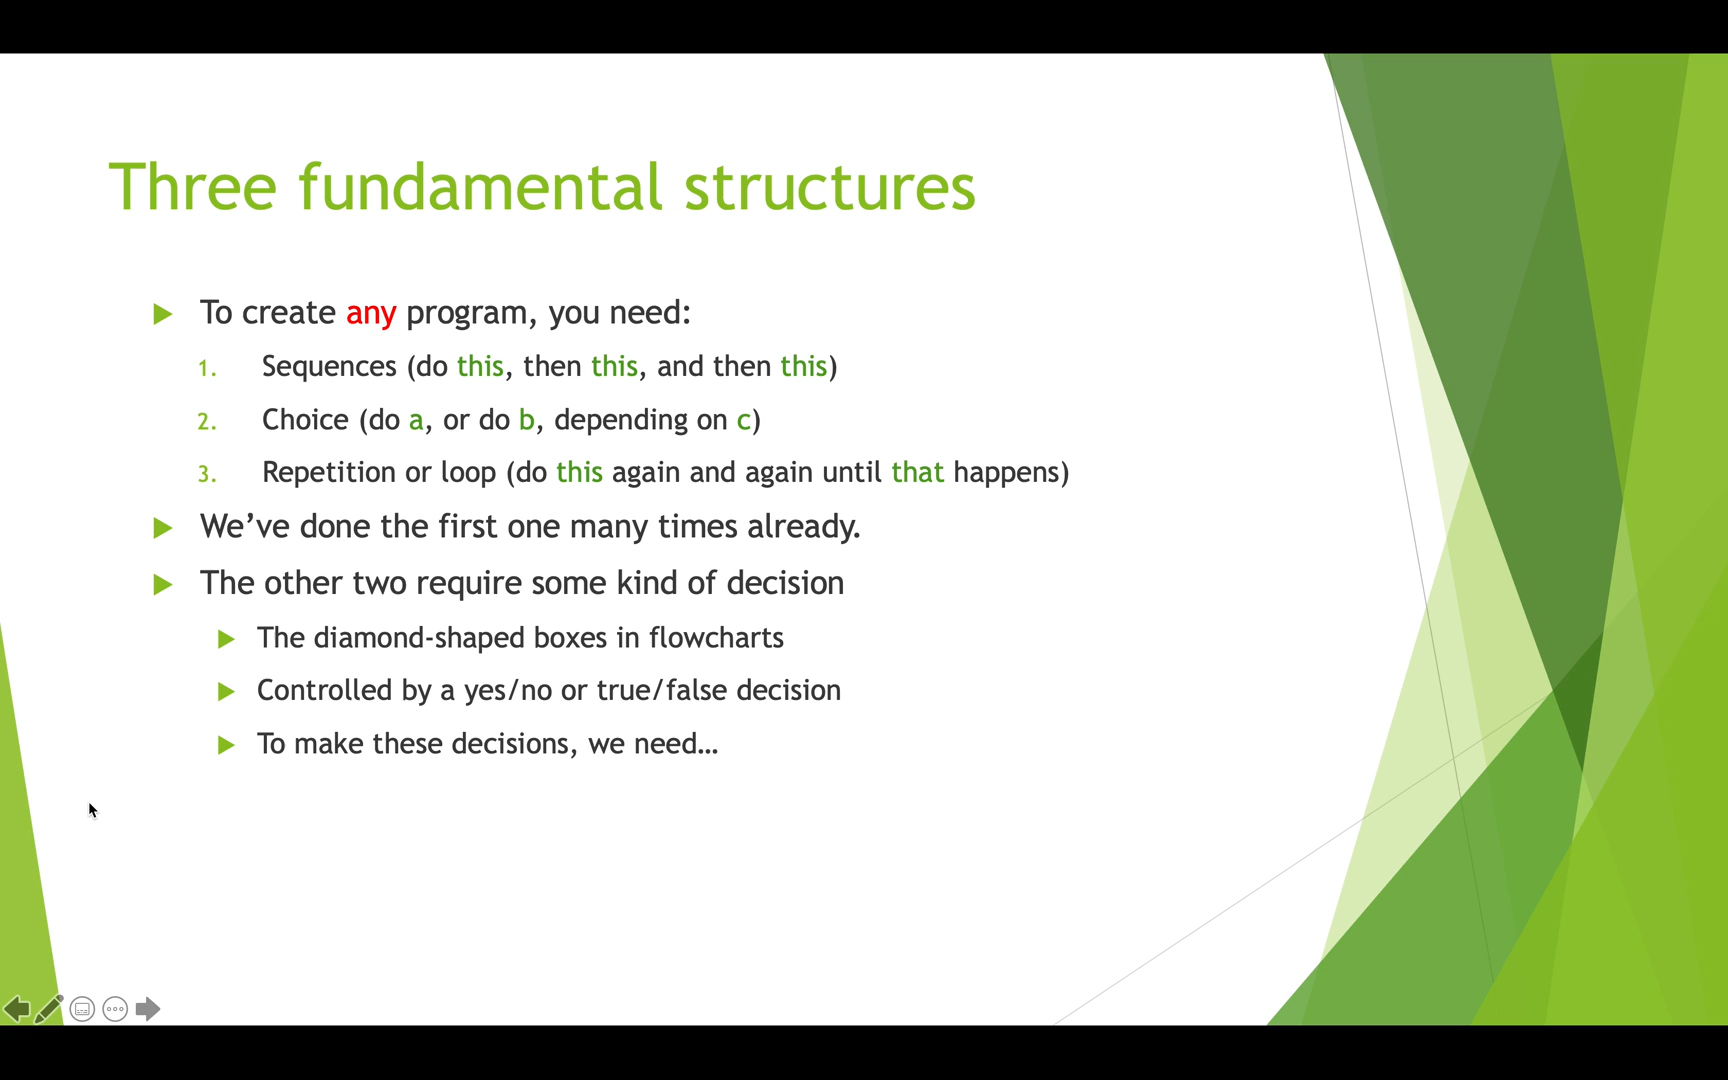 Three fundamental structures
To create any program, you need:
1. Sequences (do this, then this, and then this)
2. Choice (do a, or do b, depending on c)
3. Repetition or loop (do this again and again until that happens)
We’ve done the first one many times already.
The other two require some kind of decision
The diamond-shaped boxes in flowcharts
Controlled by a yes/no or true/false decision
To make these decisions, we need…